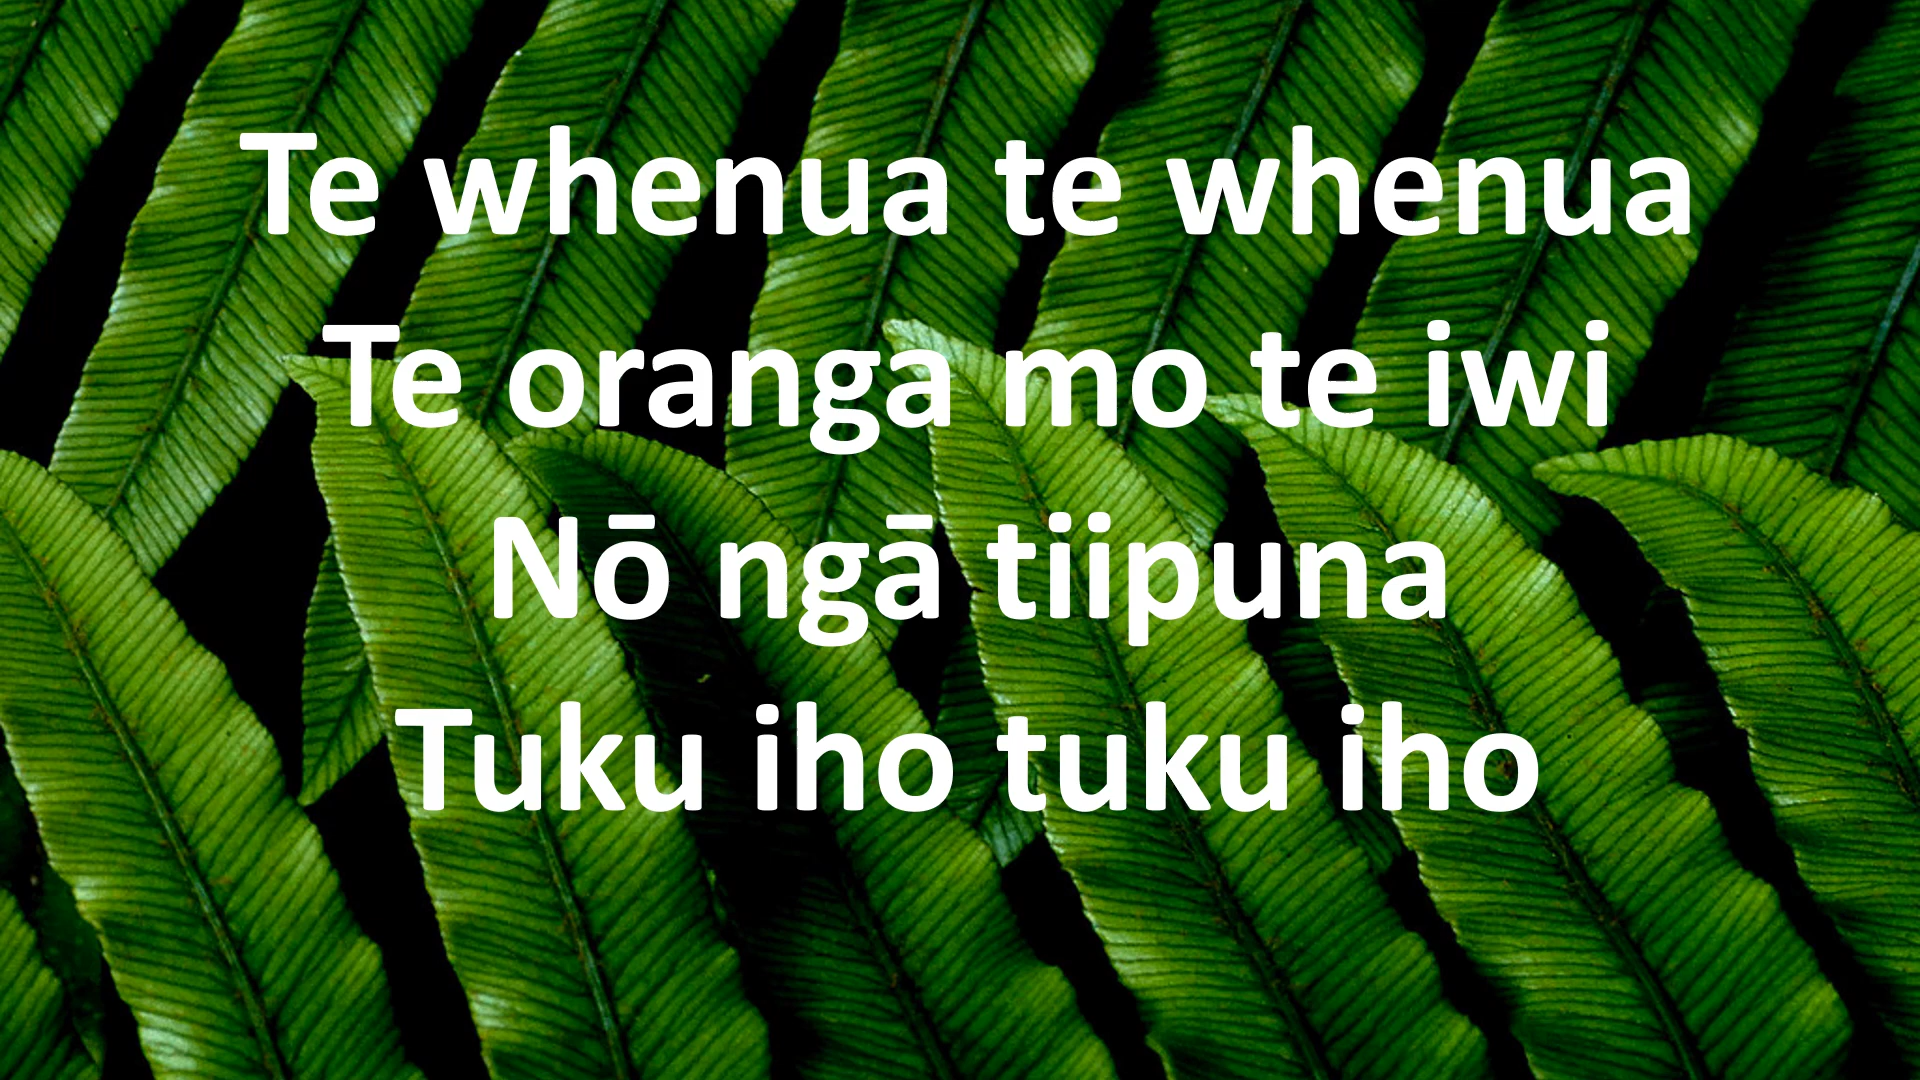 Te whenua te whenua
Te oranga mo te iwi
Nō ngā tiipuna
Tuku iho tuku iho